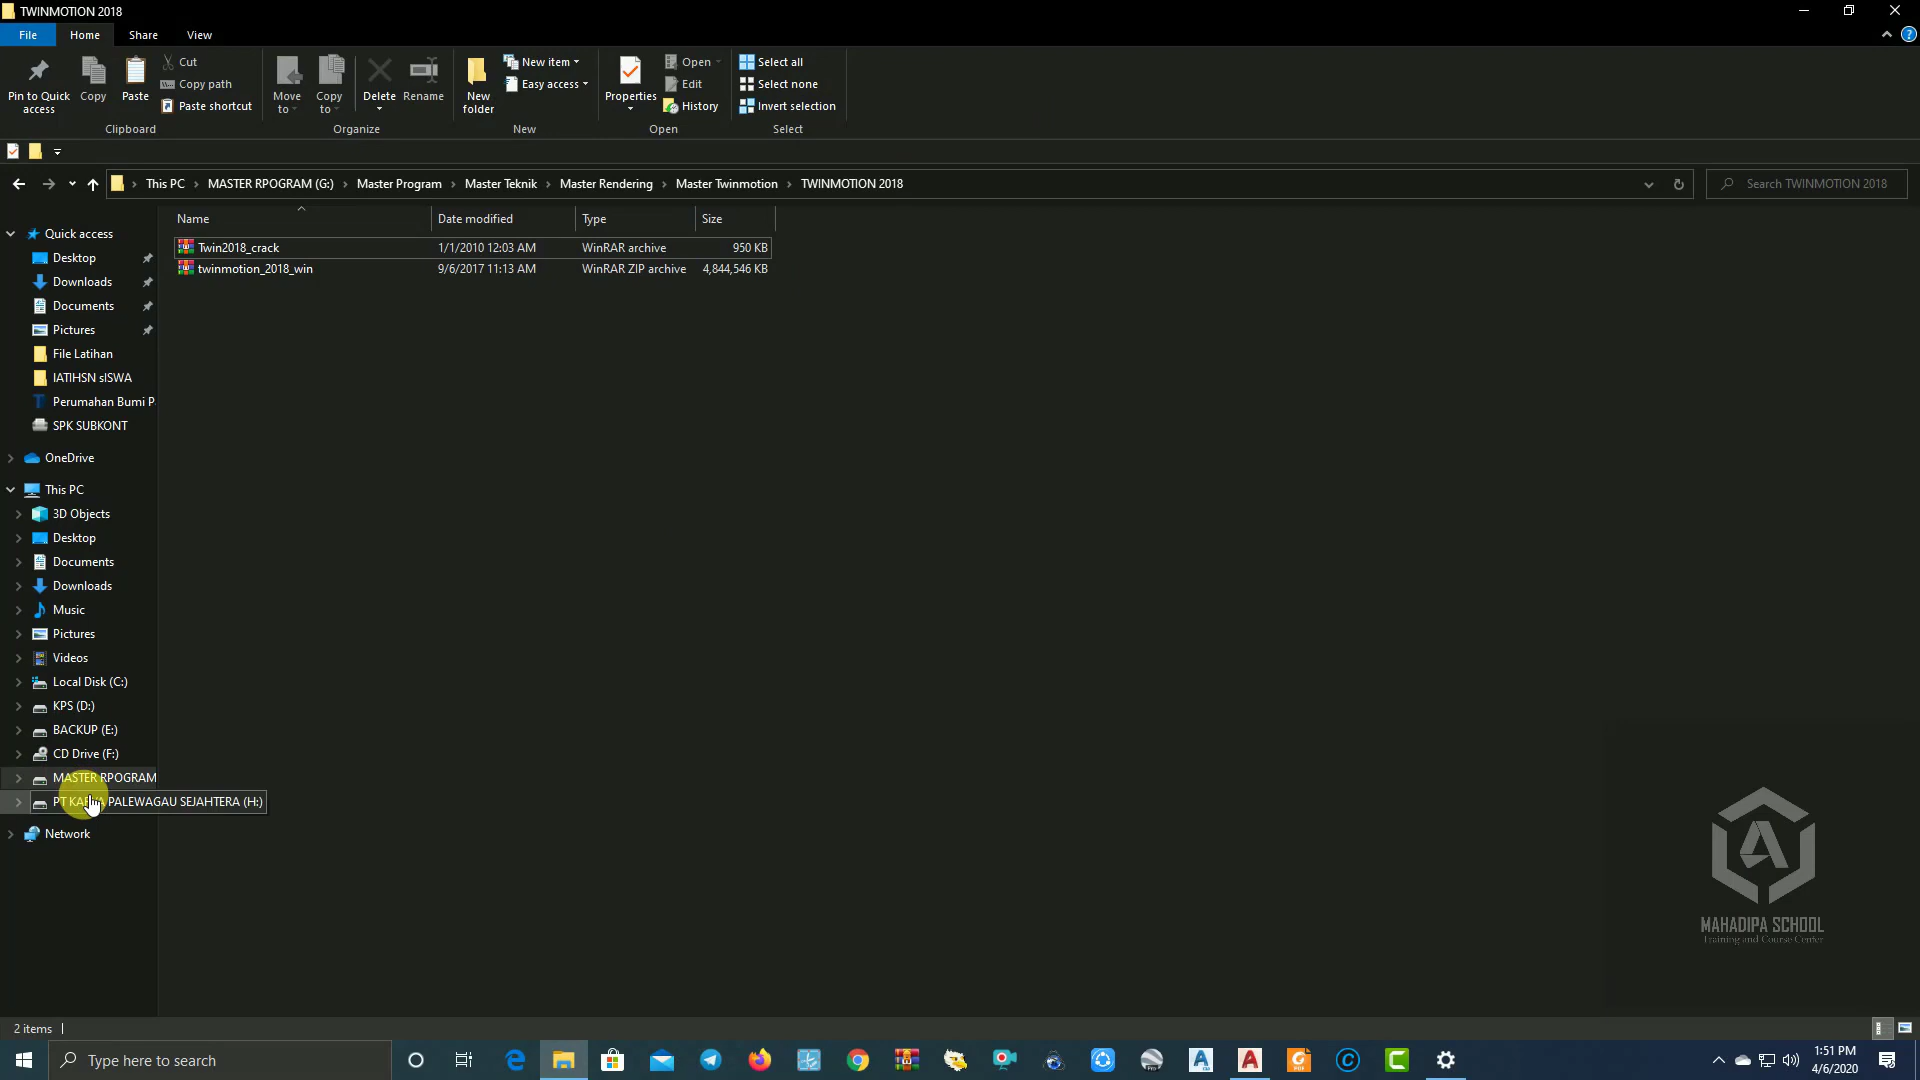 TWINMOTION 2018
File Home Share View
Pin to Quick access
Copy
Paste
Cut
Copy path
Paste shortcut
Clipboard
Move to
Copy to
Delete
Rename
Organize
New folder
New item
Easy access
New
Properties
Open
Edit
History
Open
Select all
Select none
Invert selection
Select
This PC > MASTER RPOGRAM (G:) > Master Program > Master Teknik > Master Rendering > Master Twinmotion > TWINMOTION 2018
Search TWINMOTION 2018
Name Date modified Type Size
Twin2018_crack 1/1/2010 12:03 AM WinRAR archive 950 KB
twinmotion_2018_win 9/6/2017 11:13 AM WinRAR ZIP archive 4,844,546 KB
Quick access
Desktop
Downloads
Documents
Pictures
File Latihan
IATIHSN sISWA
Perumahan Bumi P
SPK SUBKONT
OneDrive
This PC
3D Objects
Desktop
Documents
Downloads
Music
Pictures
Videos
Local Disk (C:)
KPS (D:)
BACKUP (E:)
CD Drive (F:)
MASTER RPOGRAM
PT PALEWAGAU SEJAHTERA (H:)
Network
MAHADIPA SCHOOL
Training and Course Center
2 items
Type here to search
1:51 PM
4/6/2020